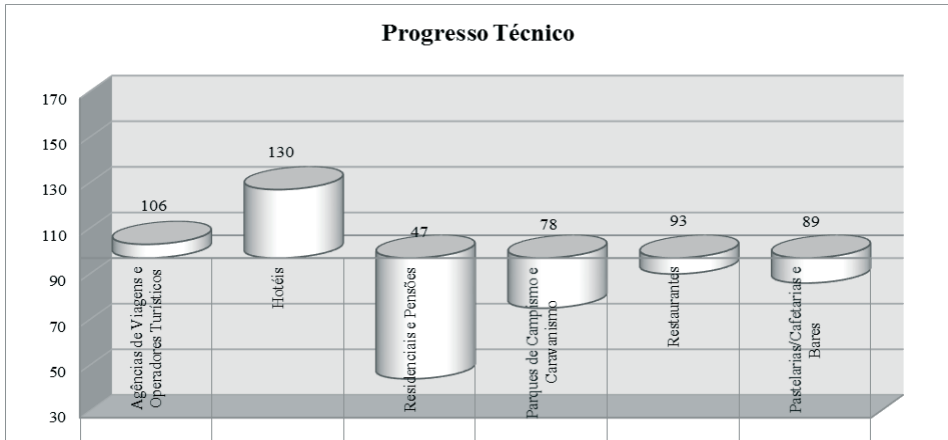 Progresso Técnico
170
150
130
110
90
70
50
30
106
130
47
78
93
89
Agências de Viagens e
Operadores Turísticos
Hotéis
Residenciais e Pensões
Parques de Campismo e
Caravanismo
Restaurantes
Pastelarias/Cafetarias e
Bares